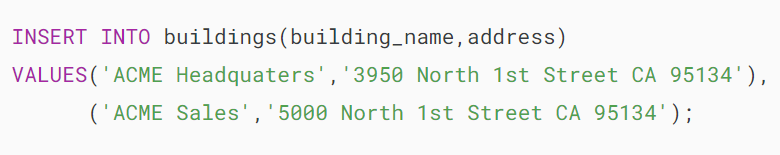 INSERT INTO buildings(building_name,address)
VALUES('ACME Headquaters','3950 North 1st Street CA 95134'),
('ACME Sales','5000 North 1st Street CA 95134');